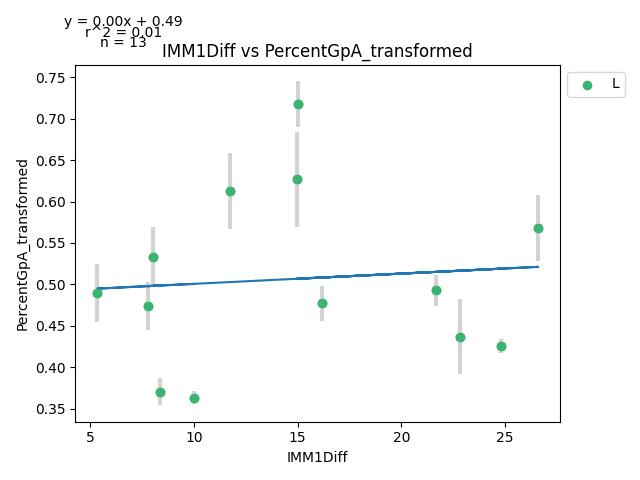 y = 0.00x + 0.49
r^2 = 0.01
n = 13
IMM1Diff vs PercentGpA_transformed
L
PercentGpA_transformed
0.75
0.70
0.65
0.60
0.55
0.50
0.45
0.40
0.35
5 10 15 20 25
IMM1Diff